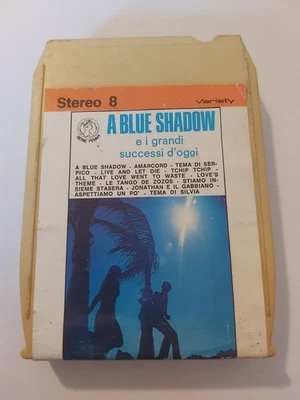 Stereo 8
Variety
A BLUE SHADOW
e i grandi
successi d'oggi
A BLUE SHADOW - AMARCORD - TEMA DI SER-
PICO - LIVE AND LET DIE - TCHIP TCHIP -
ALL THAT LOVE WENT TO WASTE - LOVE'S
THEME - LE TANGO DE ZOZOS - STIAMO IN-
SIEME STASERA - JONATHAN E IL GABBIANO -
ASPETTIAMO UN PO' - TEMA DI SILVIA